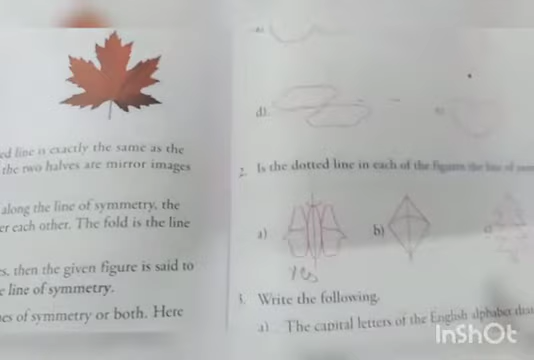 ed line is exactly the same as the
the two halves are mirror images
along the line of symmetry, the
er each other. The fold is the line
es, then the given figure is said to
e line of symmetry.
nes of symmetry or both. Here
d)
2. Is the dotted line in each of the figures the line of
a)
b)
c)
Yes
3. Write the following.
a) The capital letters of the English alphabet that
InShOt